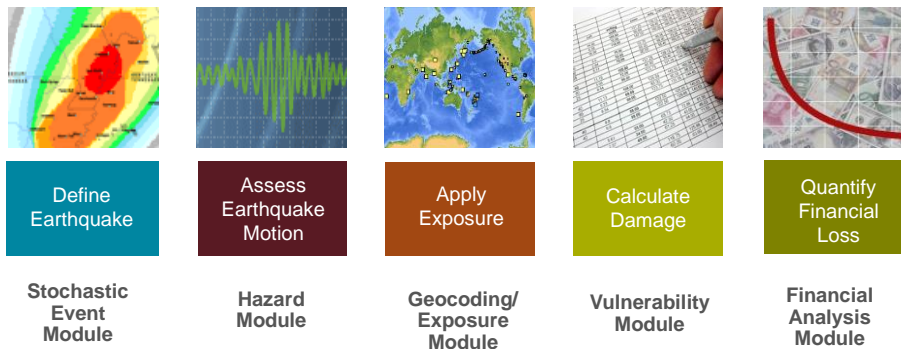 Define
Earthquake
Assess
Earthquake
Motion
Apply
Exposure
Calculate
Damage
Quantify
Financial
Loss
Stochastic
Event
Module
Hazard
Module
Geocoding/
Exposure
Module
Vulnerability
Module
Financial
Analysis
Module